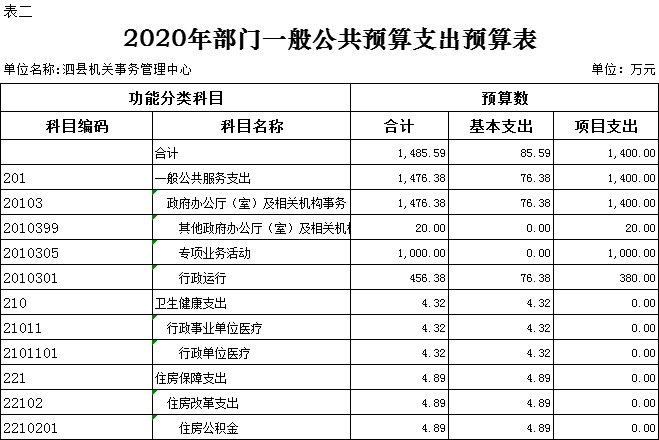 表二
2020年部门一般公共预算支出预算表
单位名称:泗县机关事务管理中心 单位：万元
功能分类科目 预算数
科目编码 科目名称 合计 基本支出 项目支出
合计 1,485.59 85.59 1,400.00
201 一般公共服务支出 1,476.38 76.38 1,400.00
20103 政府办公厅（室）及相关机构事务 1,476.38 76.38 1,400.00
2010399 其他政府办公厅（室）及相关机 20.00 0.00 20.00
2010305 专项业务活动 1,000.00 0.00 1,000.00
2010301 行政运行 456.38 76.38 380.00
210 卫生健康支出 4.32 4.32 0.00
21011 行政事业单位医疗 4.32 4.32 0.00
2101101 行政单位医疗 4.32 4.32 0.00
221 住房保障支出 4.89 4.89 0.00
22102 住房改革支出 4.89 4.89 0.00
2210201 住房公积金 4.89 4.89 0.00